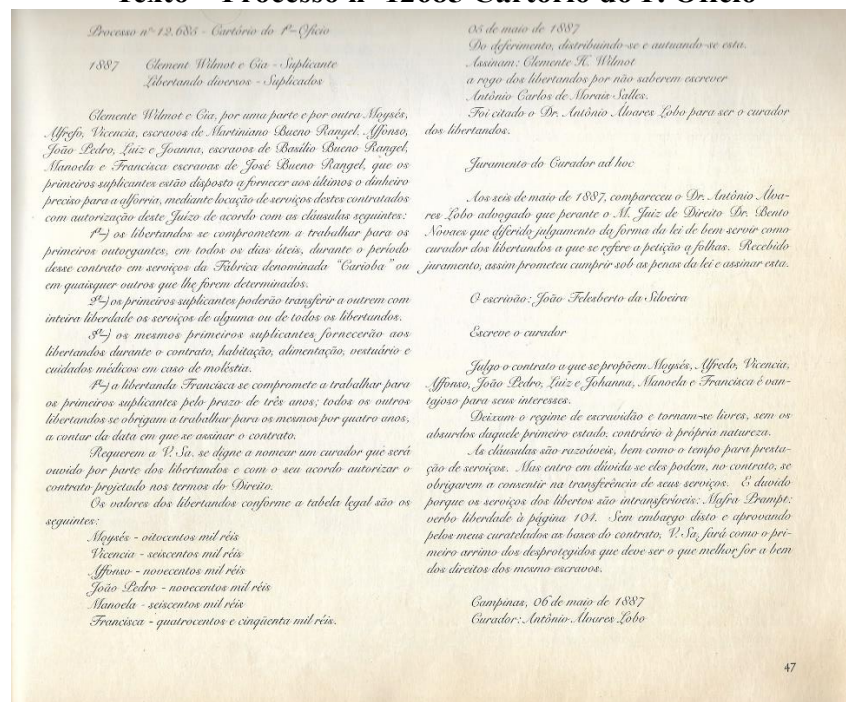 Texto – Processo nº 12685 Cartório do 1º. Ofício
Processo nº 12.685 - Cartório do 1º Ofício
1887 Clement Wilmot e Cia - Suplicante
Libertando diversos - Suplicados
Clemente Wilmot e Cia, por uma parte e por outra Moysés,
Alfrefo, Vicencia, escravos de Martiniano Bueno Rangel. Affonso,
João Pedro, Luiz e Joanna, escravos de Basílio Bueno Rangel,
Manoela e Francisca escravas de José Bueno Rangel, que os
primeiros suplicantes estão disposto a fornecer aos últimos o dinheiro
preciso para a alforria, mediante locação de serviços destes contratados
com autorização deste Juízo de acordo com as cláusulas seguintes:
1ª) os libertandos se comprometem a trabalhar para os
primeiros outorgantes, em todos os dias úteis, durante o período
desse contrato em serviços da Fábrica denominada "Carioba" ou
em quaisquer outros que lhe forem determinados.
2ª) os primeiros suplicantes poderão transferir a outrem com
inteira liberdade os serviços de alguma ou de todos os libertandos.
3ª) os mesmos primeiros suplicantes fornecerão aos
libertandos durante o contrato, habitação, alimentação, vestuário e
cuidados médicos em caso de moléstia.
4ª) a libertanda Francisca se compromete a trabalhar para
os primeiros suplicantes pelo prazo de três anos; todos os outros
libertandos se obrigam a trabalhar para os mesmos por quatro anos,
a contar da data em que se assinar o contrato.
Requerem a V. Sa. se digne a nomear um curador que será
ouvido por parte dos libertandos e com o seu acordo autorizar o
contrato projetado nos termos do Direito.
Os valores dos libertandos conforme a tabela legal são os
seguintes:
Moysés - oitocentos mil réis
Vicencia - seiscentos mil réis
Affonso - novecentos mil réis
João Pedro - novecentos mil réis
Manoela - seiscentos mil réis
Francisca - quatrocentos e cinqüenta mil réis.
05 de maio de 1887
Do deferimento, distribuindo-se e autuando-se esta.
Assinam: Clemente H. Wilmot
a rogo dos libertandos por não saberem escrever
Antônio Carlos de Morais Salles.
Foi citado o Dr. Antônio Álvares Lobo para ser o curador
dos libertandos.
Juramento do Curador ad hoc
Aos seis de maio de 1887, compareceu o Dr. Antônio Álva-
res Lobo advogado que perante o M. Juiz de Direito Dr. Bento
Novaes que diferido julgamento da forma da lei de bem servir como
curador dos libertandos a que se refere a petição a folhas. Recebido
juramento, assim prometeu cumprir sob as penas da lei e assinar esta.
O escrivão: João Felesberto da Silveira
Escreve o curador
Julgo o contrato a que se propõem Moysés, Alfredo, Vicencia,
Affonso, João Pedro, Luiz e Johanna, Manoela e Francisca é van-
tajoso para seus interesses.
Deixam o regime de escravidão e tornam-se livres, sem os
absurdos daquele primeiro estado, contrário à própria natureza.
As cláusulas são razoáveis, bem como o tempo para presta-
ção de serviços. Mas entro em dúvida se eles podem, no contrato, se
obrigarem a consentir na transferência de seus serviços. E duvido
porque os serviços dos libertos são intransferíveis: Mafra Prompt:
verbo liberdade à página 104. Sem embargo disto e aprovando
pelos meus curatelados as bases do contrato, V. Sa, fará como o pri-
meiro arrimo dos desprotegidos que deve ser o que melhor for a bem
dos direitos dos mesmo escravos.
Campinas, 06 de maio de 1887
Curador: Antônio Álvares Lobo
47